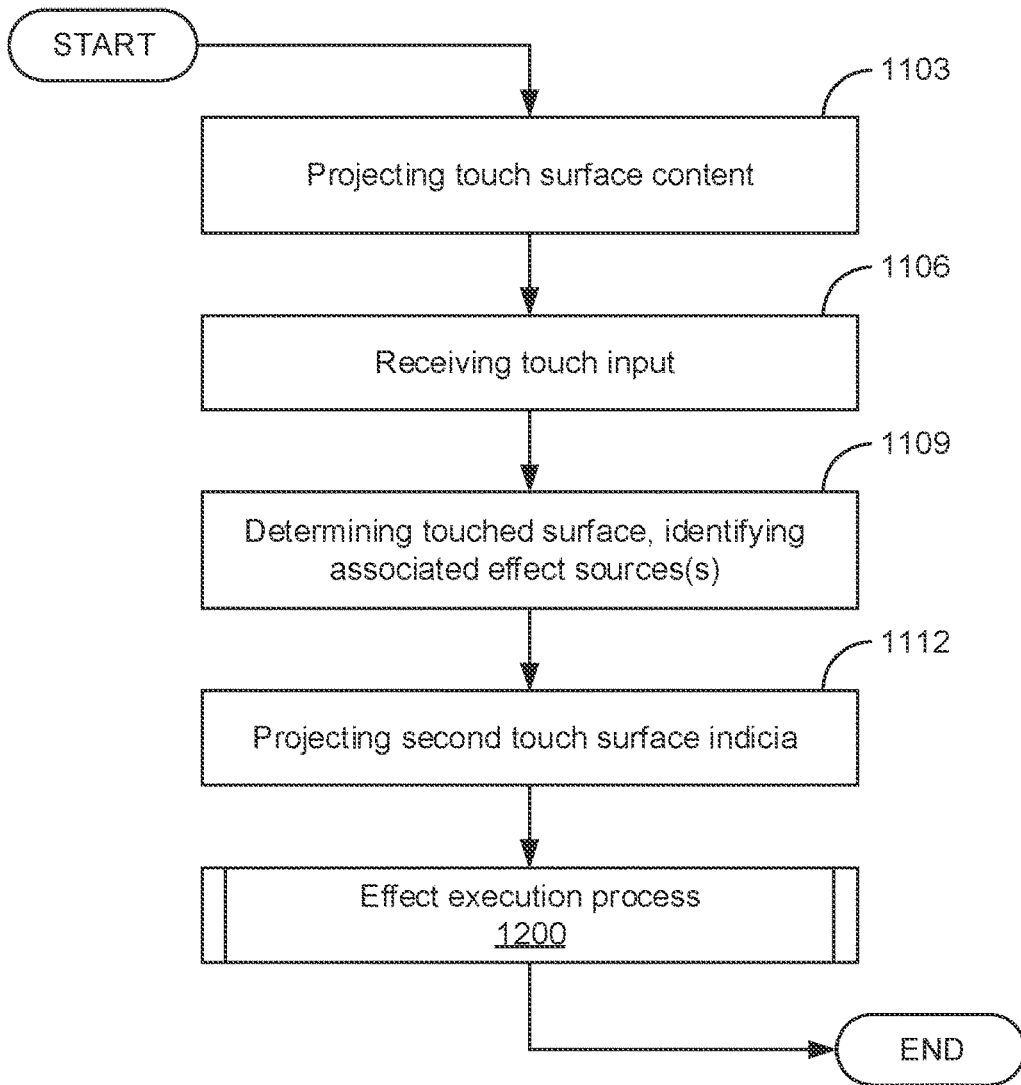 START
1103
Projecting touch surface content
1106
Receiving touch input
1109
Determining touched surface, identifying
associated effect sources(s)
1112
Projecting second touch surface indicia
Effect execution process
1200
END